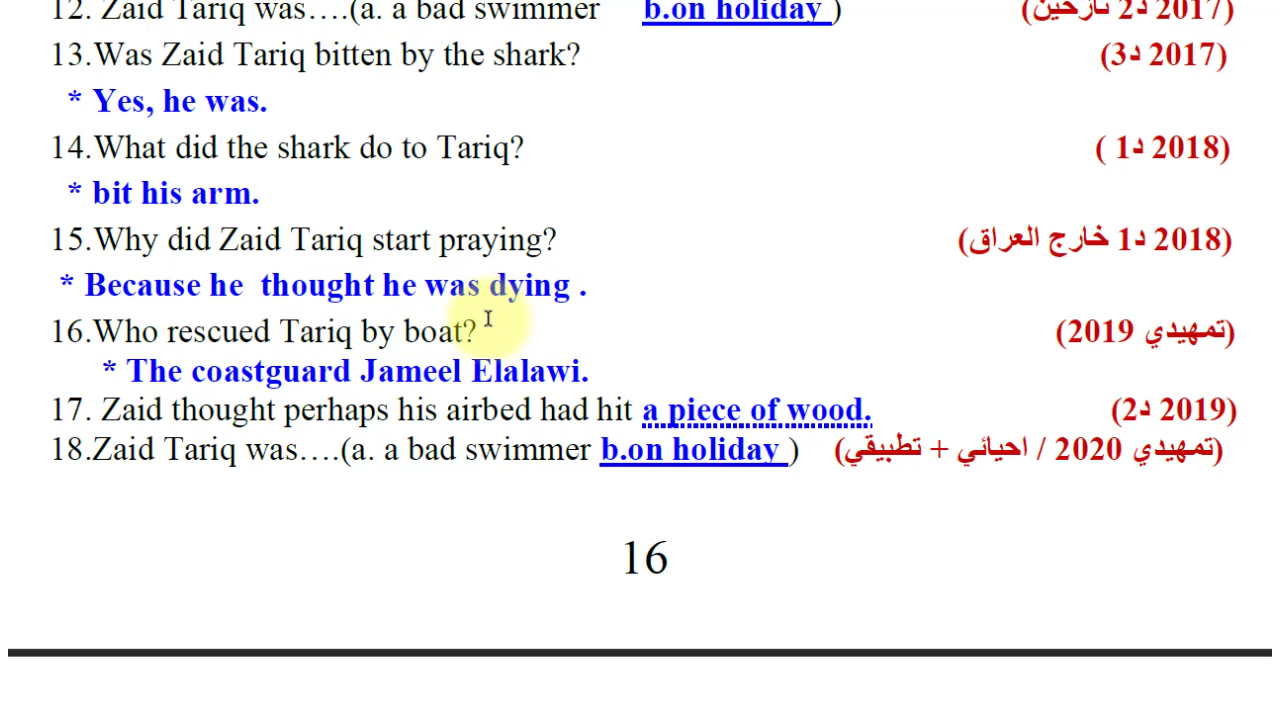 12. Zaid Tariq was….(a. a bad swimmer b.on holiday ) (2017 د2 نازحين)
13.Was Zaid Tariq bitten by the shark? (2017 د3)
* Yes, he was.
14.What did the shark do to Tariq? (2018 د1 )
* bit his arm.
15.Why did Zaid Tariq start praying? (2018 د1 خارج العراق)
* Because he thought he was dying .
16.Who rescued Tariq by boat? (تمهيدي 2019)
* The coastguard Jameel Elalawi.
17. Zaid thought perhaps his airbed had hit a piece of wood. (2019 د2)
18.Zaid Tariq was….(a. a bad swimmer b.on holiday ) (تمهيدي 2020 / احيائي + تطبيقي)
16